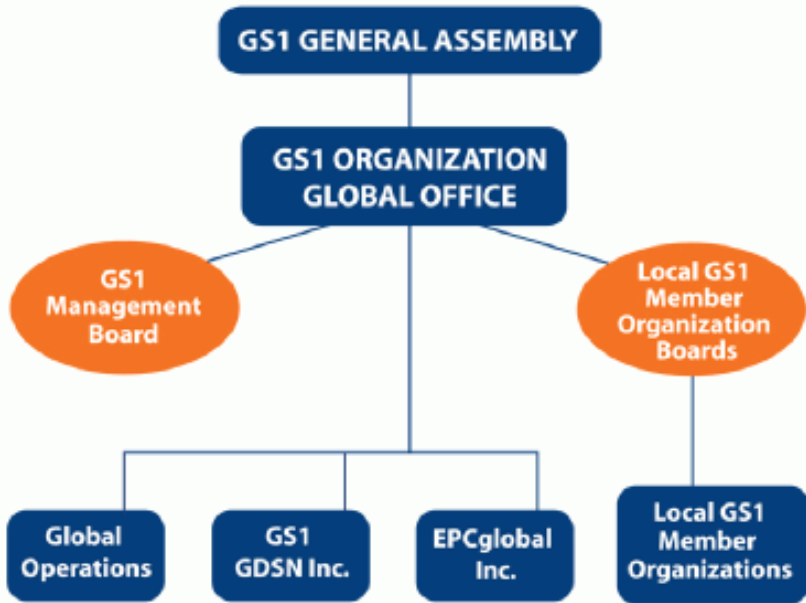 GS1 GENERAL ASSEMBLY
GS1 ORGANIZATION
GLOBAL OFFICE
GS1
Management
Board
Local GS1
Member
Organization
Boards
Global
Operations
GS1
GDSN Inc.
EPCglobal
Inc.
Local GS1
Member
Organizations